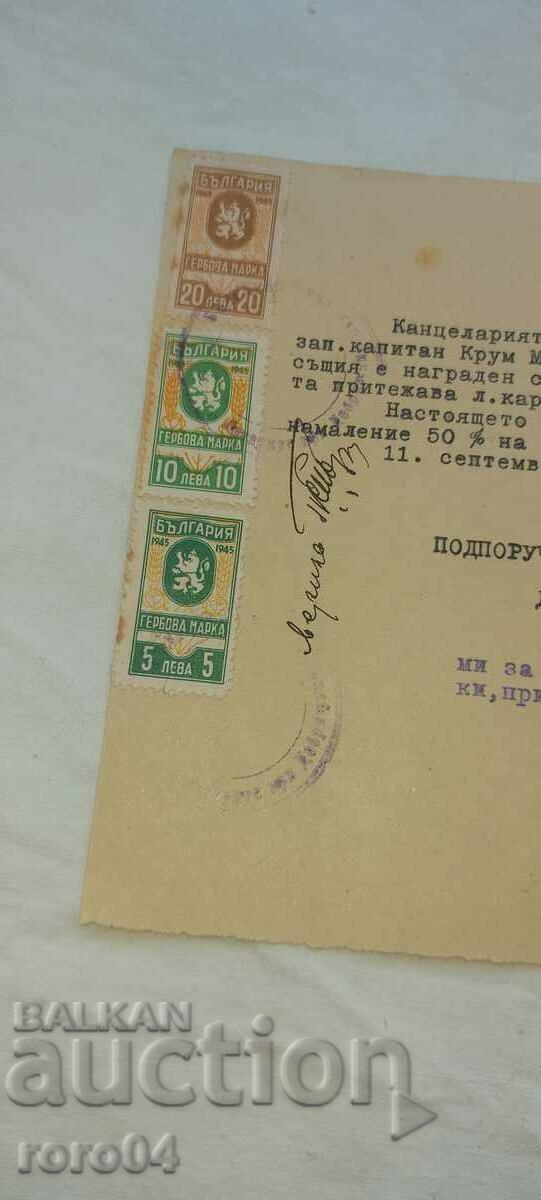 БЪЛГАРИЯ
1945 1945
ГЕРБОВА МАРКА
20 ЛЕВА 20
БЪЛГАРИЯ
1945 1945
ГЕРБОВА МАРКА
10 ЛЕВА 10
БЪЛГАРИЯ
1945 1945
ГЕРБОВА МАРКА
5 ЛЕВА 5
Канцеларият
зап.капитан Крум М
същия е награден с
та притежава л.кар
Настоящето
намаление 50 % на
11. септемв
ПОДПОРУЧ
ми за
ки,при
BALKAN
auction
roro04